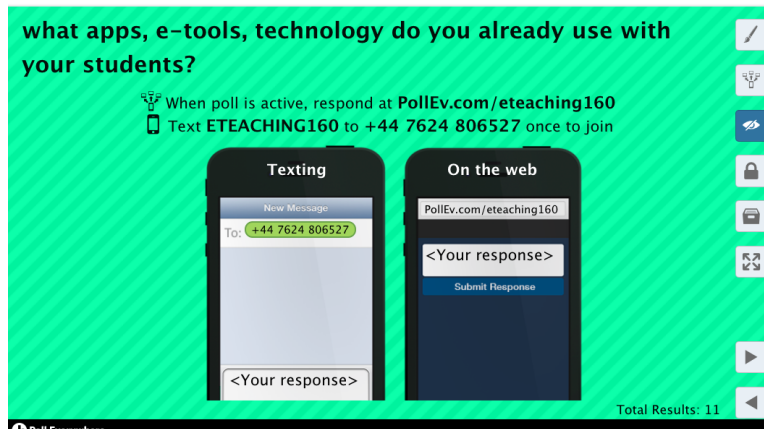 what apps, e-tools, technology do you already use with
your students?
When poll is active, respond at PollEv.com/eteaching160
Text ETEACHING160 to +44 7624 806527 once to join
Texting
On the web
New Message
To: +44 7624 806527
PollEv.com/eteaching160
<Your response>
Submit Response
<Your response>
Total Results: 11